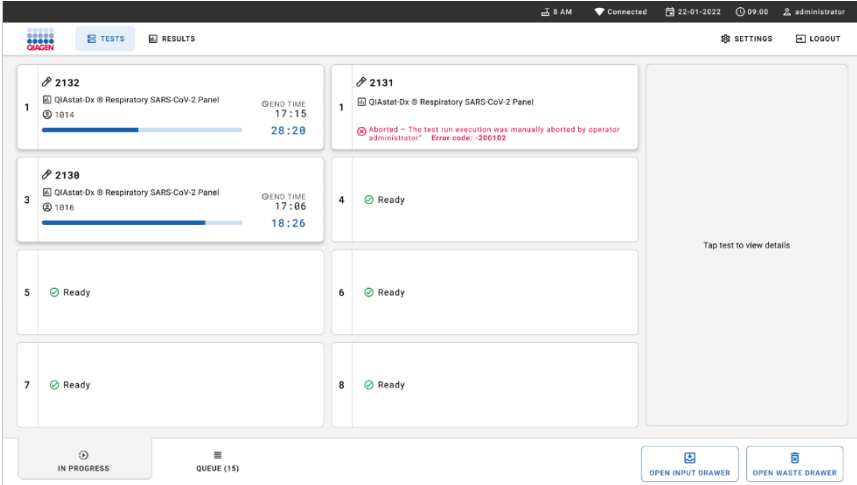 8 AM Connected 22-01-2022 09:00 administrator
QIAGEN TESTS RESULTS SETTINGS LOGOUT
1
2132
QIAstat-Dx ® Respiratory SARS-CoV-2 Panel
1014
END TIME
17:15
28:20
1
2131
QIAstat-Dx ® Respiratory SARS-CoV-2 Panel
Aborted – The test run execution was manually aborted by operator
administrator" Error code: -200102
3
2130
QIAstat-Dx ® Respiratory SARS-CoV-2 Panel
1016
END TIME
17:06
18:26
4 Ready
Tap test to view details
5 Ready
6 Ready
7 Ready
8 Ready
IN PROGRESS
QUEUE (15)
OPEN INPUT DRAWER
OPEN WASTE DRAWER